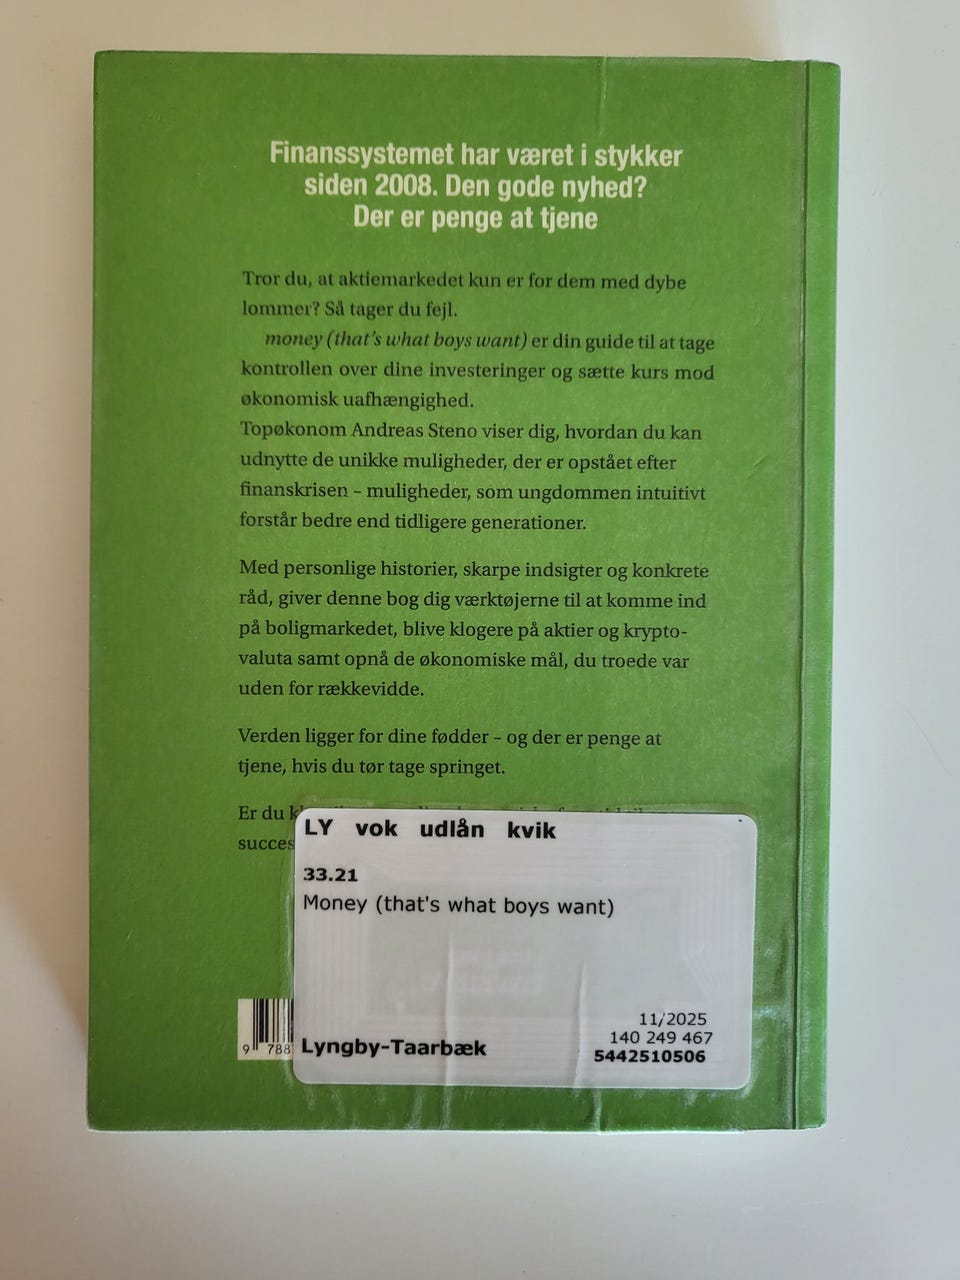 Finanssystemet har været i stykker
siden 2008. Den gode nyhed?
Der er penge at tjene
Tror du, at aktiemarkedet kun er for dem med dybe
lommer? Så tager du fejl.
money (that's what boys want) er din guide til at tage
kontrollen over dine investeringer og sætte kurs mod
økonomisk uafhængighed.
Topøkonom Andreas Steno viser dig, hvordan du kan
udnytte de unikke muligheder, der er opstået efter
finanskrisen – muligheder, som ungdommen intuitivt
forstår bedre end tidligere generationer.
Med personlige historier, skarpe indsigter og konkrete
råd, giver denne bog dig værktøjerne til at komme ind
på boligmarkedet, blive klogere på aktier og krypto-
valuta samt opnå de økonomiske mål, du troede var
uden for rækkevidde.
Verden ligger for dine fødder – og der er penge at
tjene, hvis du tør tage springet.
Er du
LY vok udlån kvik
33.21
Money (that's what boys want)
11/2025
140 249 467
Lyngby-Taarbæk 5442510506
9 788